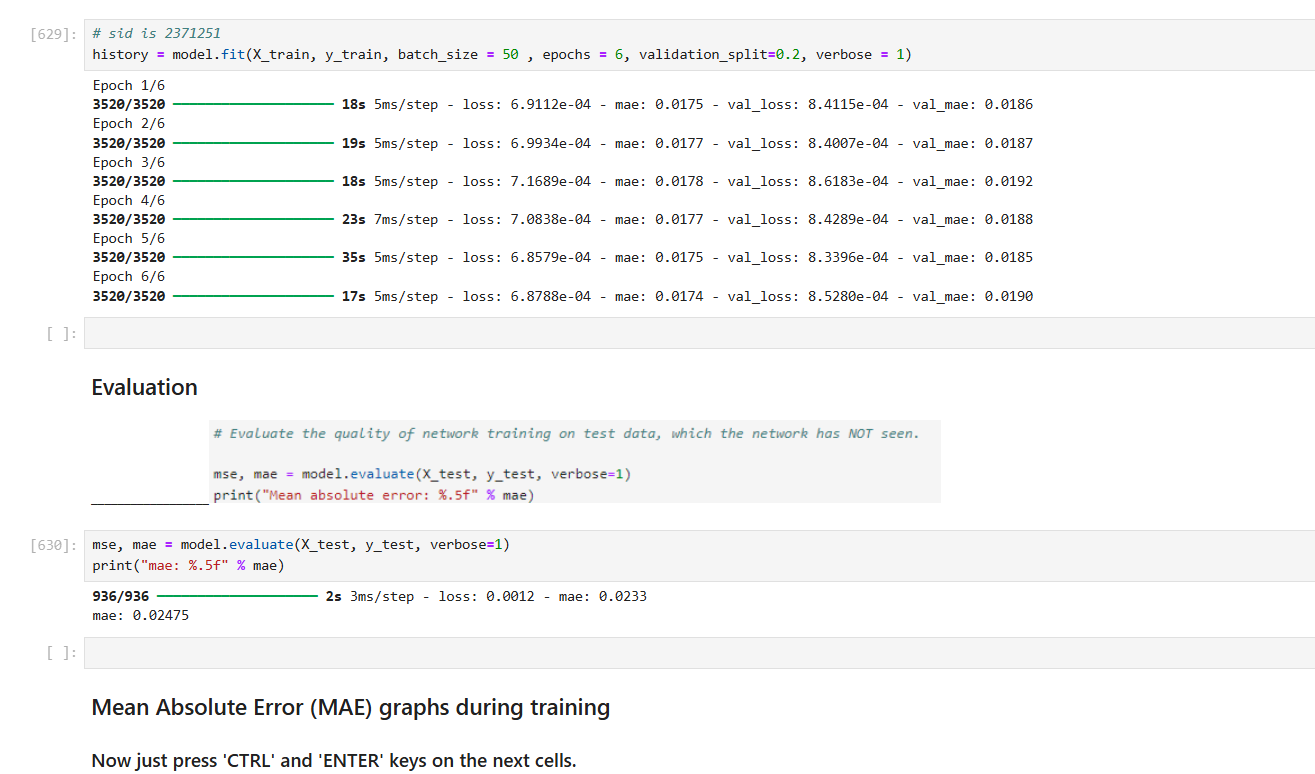 [629]: # sid is 2371251
history = model.fit(X_train, y_train, batch_size = 50 , epochs = 6, validation_split=0.2, verbose = 1)
Epoch 1/6
3520/3520 ━━━━━━━━━━━━━━━━━━━━ 18s 5ms/step - loss: 6.9112e-04 - mae: 0.0175 - val_loss: 8.4115e-04 - val_mae: 0.0186
Epoch 2/6
3520/3520 ━━━━━━━━━━━━━━━━━━━━ 19s 5ms/step - loss: 6.9934e-04 - mae: 0.0177 - val_loss: 8.4007e-04 - val_mae: 0.0187
Epoch 3/6
3520/3520 ━━━━━━━━━━━━━━━━━━━━ 18s 5ms/step - loss: 7.1689e-04 - mae: 0.0178 - val_loss: 8.6183e-04 - val_mae: 0.0192
Epoch 4/6
3520/3520 ━━━━━━━━━━━━━━━━━━━━ 23s 7ms/step - loss: 7.0838e-04 - mae: 0.0177 - val_loss: 8.4289e-04 - val_mae: 0.0188
Epoch 5/6
3520/3520 ━━━━━━━━━━━━━━━━━━━━ 35s 5ms/step - loss: 6.8579e-04 - mae: 0.0175 - val_loss: 8.3396e-04 - val_mae: 0.0185
Epoch 6/6
3520/3520 ━━━━━━━━━━━━━━━━━━━━ 17s 5ms/step - loss: 6.8788e-04 - mae: 0.0174 - val_loss: 8.5280e-04 - val_mae: 0.0190
[ ]:
Evaluation
# Evaluate the quality of network training on test data, which the network has NOT seen.
mse, mae = model.evaluate(X_test, y_test, verbose=1)
print("Mean absolute error: %.5f" % mae)
[630]: mse, mae = model.evaluate(X_test, y_test, verbose=1)
print("mae: %.5f" % mae)
936/936 ━━━━━━━━━━━━━━━━━━━━ 2s 3ms/step - loss: 0.0012 - mae: 0.0233
mae: 0.02475
[ ]:
Mean Absolute Error (MAE) graphs during training
Now just press 'CTRL' and 'ENTER' keys on the next cells.